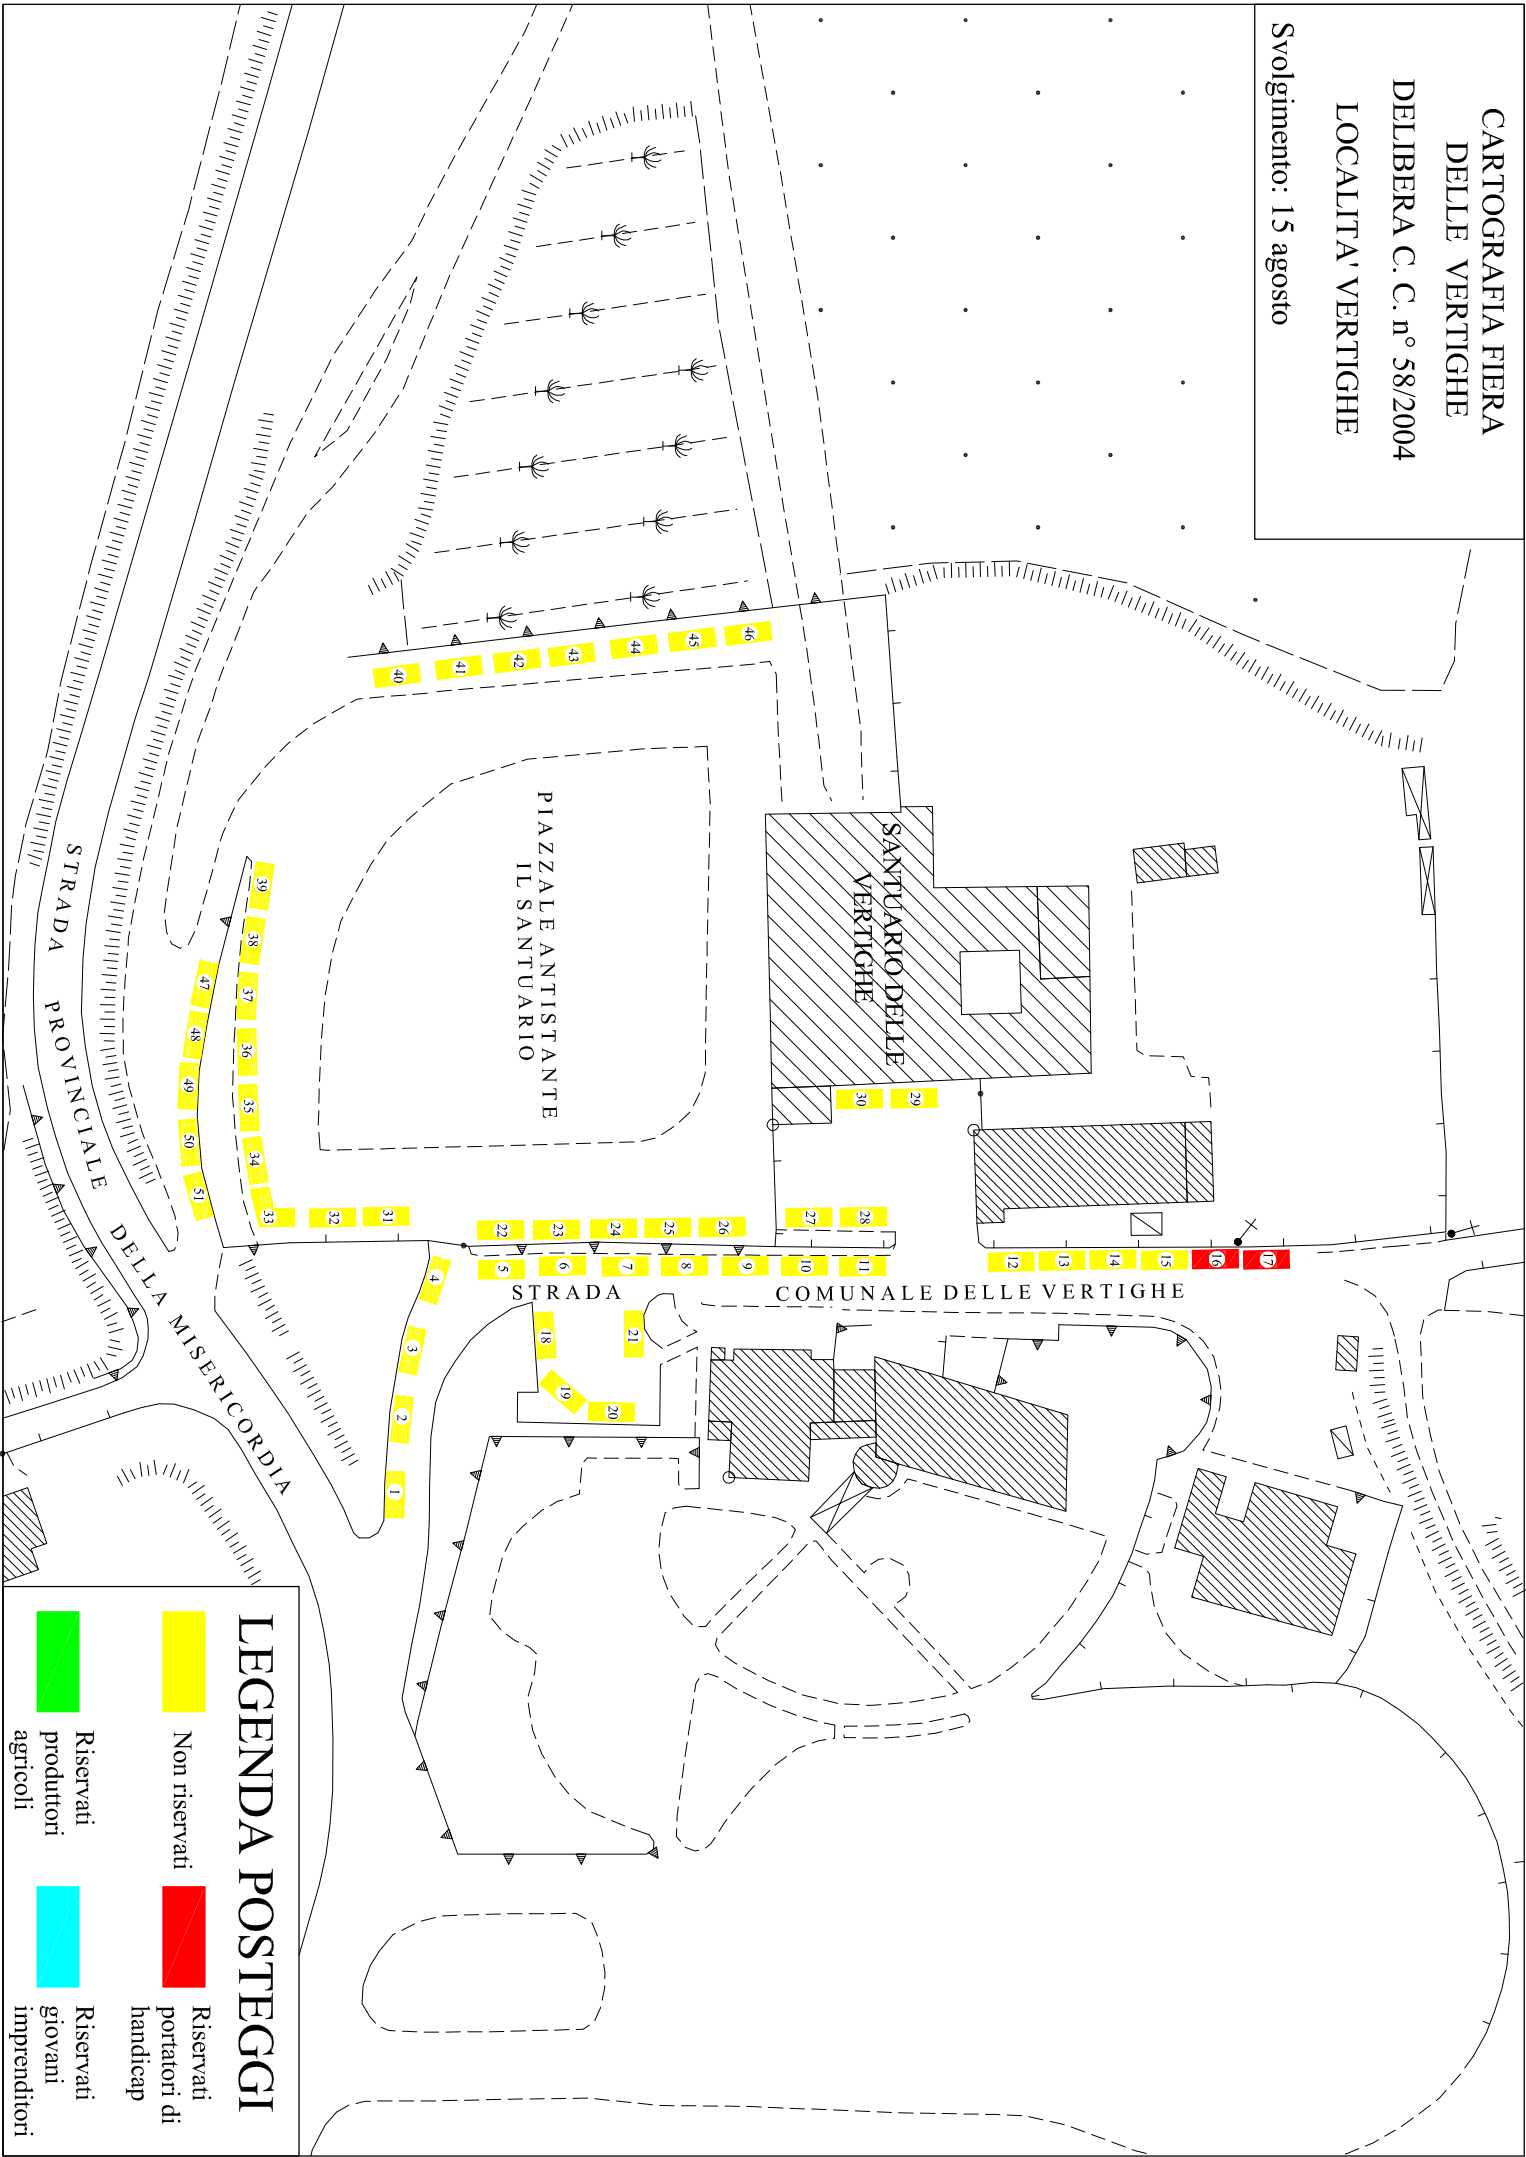 CARTOGRAFIA FIERA
DELLE VERTIGHE
DELIBERA C. C. n° 58/2004
LOCALITA' VERTIGHE
Svolgimento: 15 agosto
SANTUARIO DELLE
VERTIGHE
PIAZZALE ANTISTANTE
IL SANTUARIO
STRADA PROVINCIALE DELLA MISERICORDIA
STRADA COMUNALE DELLE VERTIGHE
1
2
3
4
5
6
7
8
9
10
11
12
13
14
15
16
17
18
19
20
21
22
23
24
25
26
27
28
29
30
31
32
33
34
35
36
37
38
39
40
41
42
43
44
45
46
47
48
49
50
51
LEGENDA POSTEGGI
Non riservati
Riservati
portatori di
handicap
Riservati
produttori
agricoli
Riservati
giovani
imprenditori